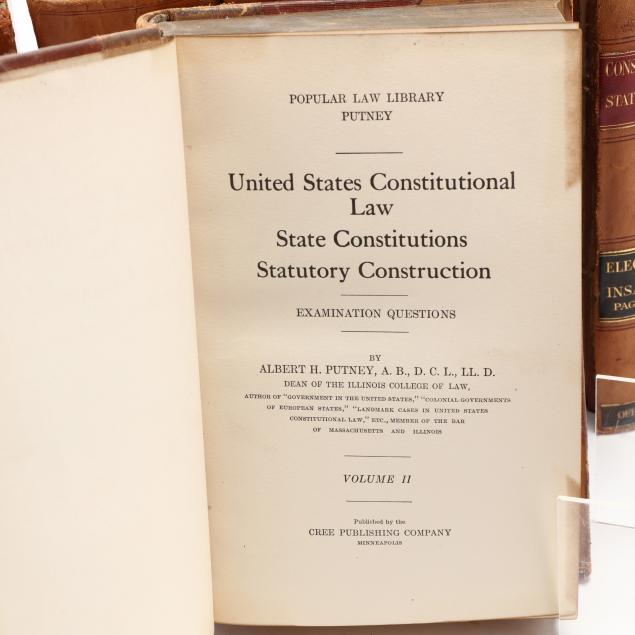 POPULAR LAW LIBRARY
PUTNEY
United States Constitutional
Law
State Constitutions
Statutory Construction
EXAMINATION QUESTIONS
BY
ALBERT H. PUTNEY, A. B., D. C. L., LL. D.
DEAN OF THE ILLINOIS COLLEGE OF LAW,
AUTHOR OF "GOVERNMENT IN THE UNITED STATES," "COLONIAL GOVERNMENTS
OF EUROPEAN STATES," "LANDMARK CASES IN UNITED STATES
CONSTITUTIONAL LAW," ETC., MEMBER OF THE BAR
OF MASSACHUSETTS AND ILLINOIS
VOLUME II
Published by the
CREE PUBLISHING COMPANY
MINNEAPOLIS
CONS
STAT
ELEC
INS
PAG